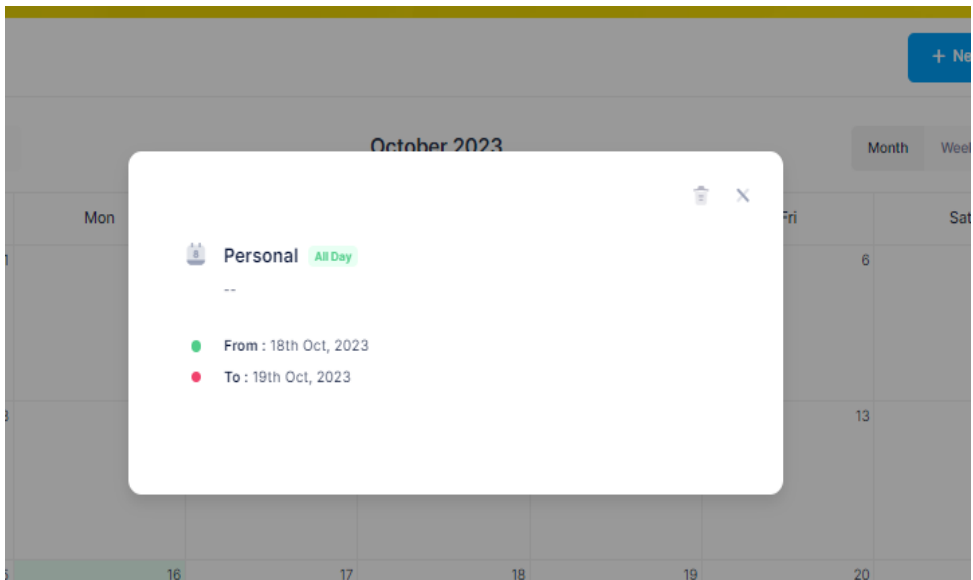 + Ne
October 2023
Month Week
Mon Fri Sat
6
8
Personal All Day
--
From : 18th Oct, 2023
To : 19th Oct, 2023
13
16 17 18 19 20